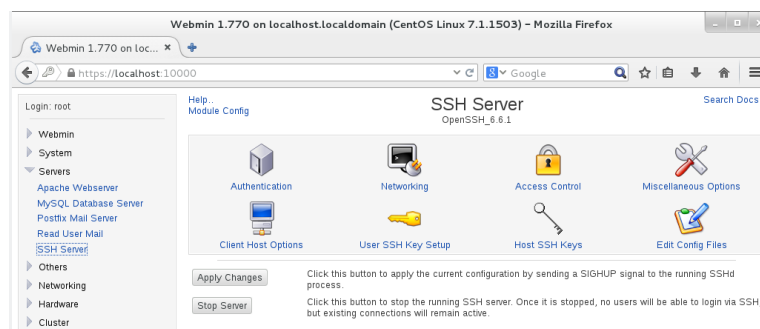 Webmin 1.770 on localhost.localdomain (CentOS Linux 7.1.1503) - Mozilla Firefox
Webmin 1.770 on loc...
https://localhost:10000
Google
Login: root
Webmin
System
Servers
Apache Webserver
MySQL Database Server
Postfix Mail Server
Read User Mail
SSH Server
Others
Networking
Hardware
Cluster
Help..
Module Config
SSH Server
OpenSSH_6.6.1
Search Docs
Authentication
Networking
Access Control
Miscellaneous Options
Client Host Options
User SSH Key Setup
Host SSH Keys
Edit Config Files
Apply Changes
Click this button to apply the current configuration by sending a SIGHUP signal to the running SSHd
process.
Stop Server
Click this button to stop the running SSH server. Once it is stopped, no users will be able to login via SSH
but existing connections will remain active.